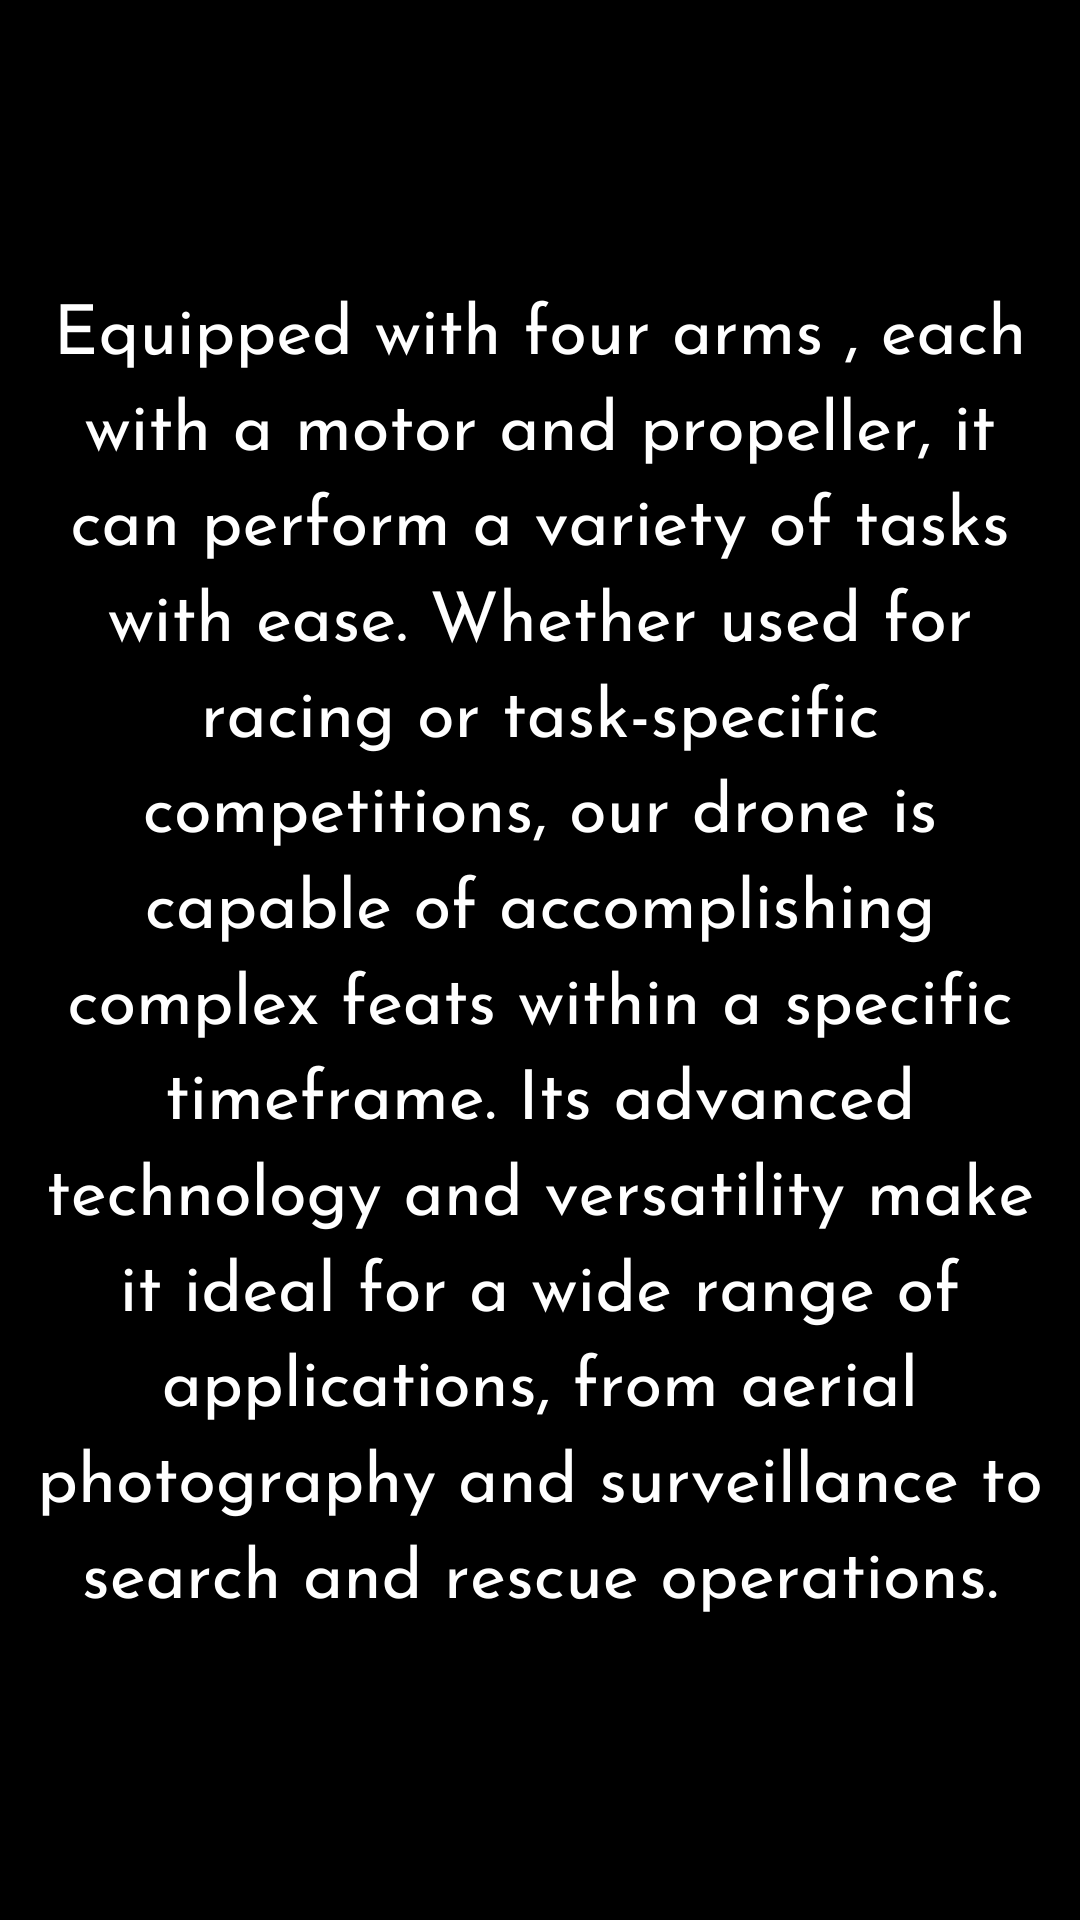 Equipped with four arms , each
with a motor and propeller, it
can perform a variety of tasks
with ease. Whether used for
racing or task-specific
competitions, our drone is
capable of accomplishing
complex feats within a specific
timeframe. Its advanced
technology and versatility make
it ideal for a wide range of
applications, from aerial
photography and surveillance to
search and rescue operations.